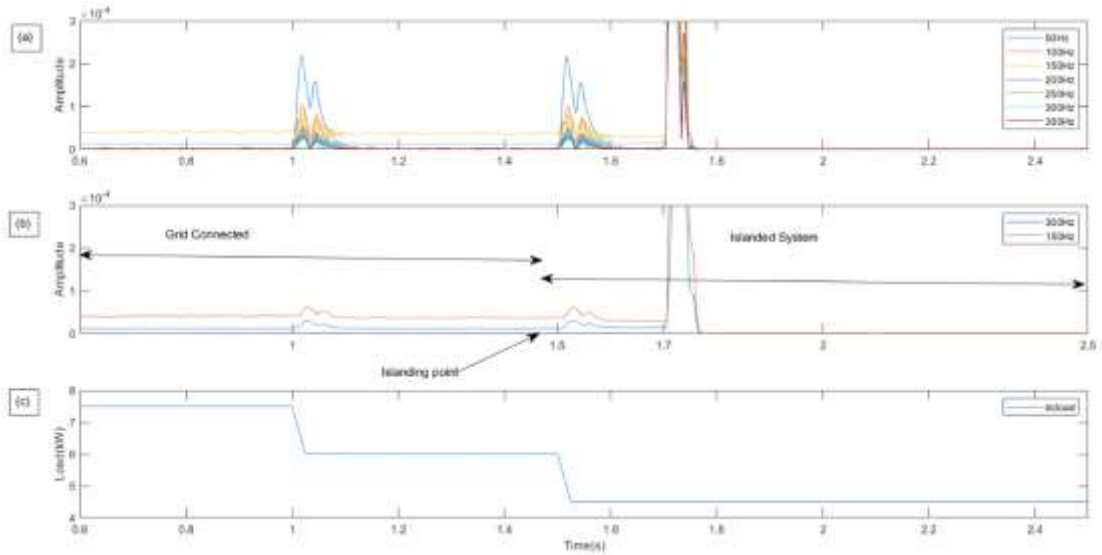 (a)
×10⁻⁴
Amplitude
3
2
1
0
0.6 0.8 1 1.2 1.4 1.6 1.8 2 2.2 2.4
50Hz
100Hz
150Hz
200Hz
250Hz
300Hz
(b)
×10⁻⁴
Amplitude
3
2
1
0
Grid Connected
Islanded System
300Hz
150Hz
1 1.5 1.7 2 2.5
Islanding point
(c)
Load(kW)
8
7
6
5
4
0.6 0.8 1 1.2 1.4 1.6 1.8 2 2.2 2.4
Time(s)